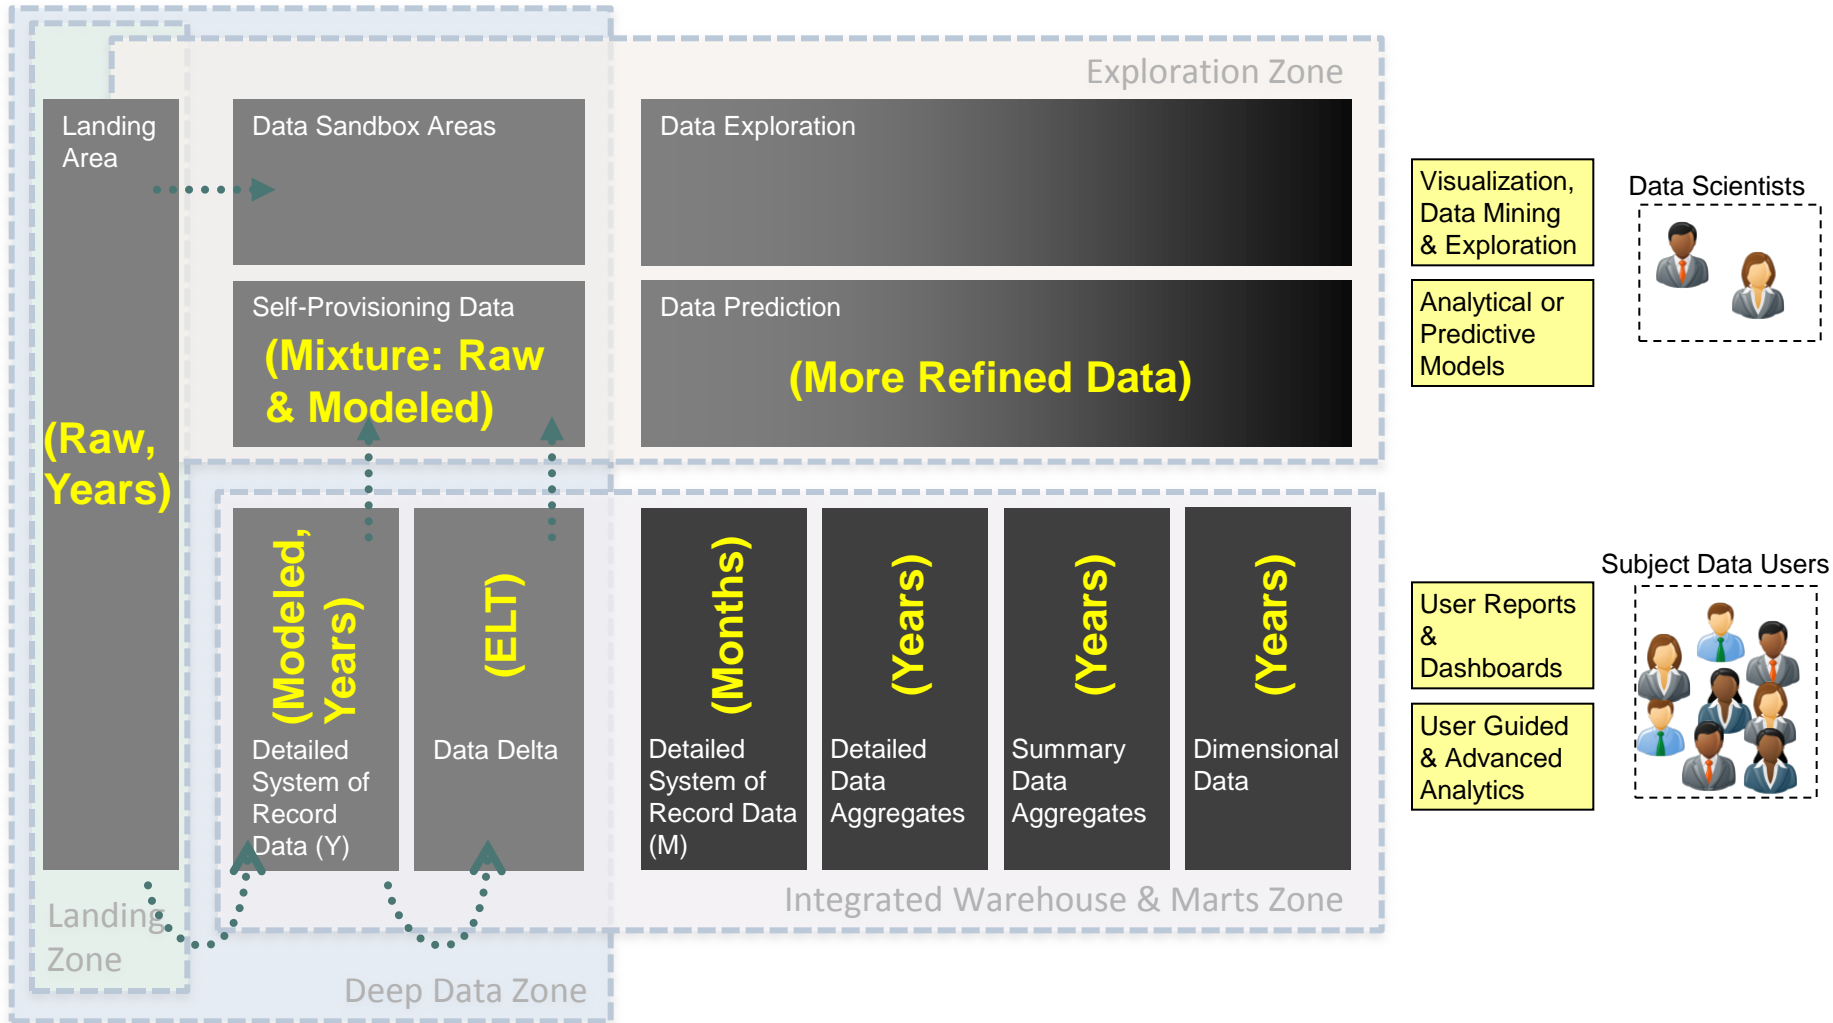 Exploration Zone
Landing
Area
Data Sandbox Areas
Data Exploration
Self-Provisioning Data
(Mixture: Raw
& Modeled)
Data Prediction
(More Refined Data)
(Raw,
Years)
Visualization,
Data Mining
& Exploration
Analytical or
Predictive
Models
Data Scientists
(Modeled,
Years)
Detailed
System of
Record
Data (Y)
(ELT)
Data Delta
(Months)
Detailed
System of
Record Data
(M)
(Years)
Detailed
Data
Aggregates
(Years)
Summary
Data
Aggregates
(Years)
Dimensional
Data
Subject Data Users
User Reports
&
Dashboards
User Guided
& Advanced
Analytics
Integrated Warehouse & Marts Zone
Landing
Zone
Deep Data Zone